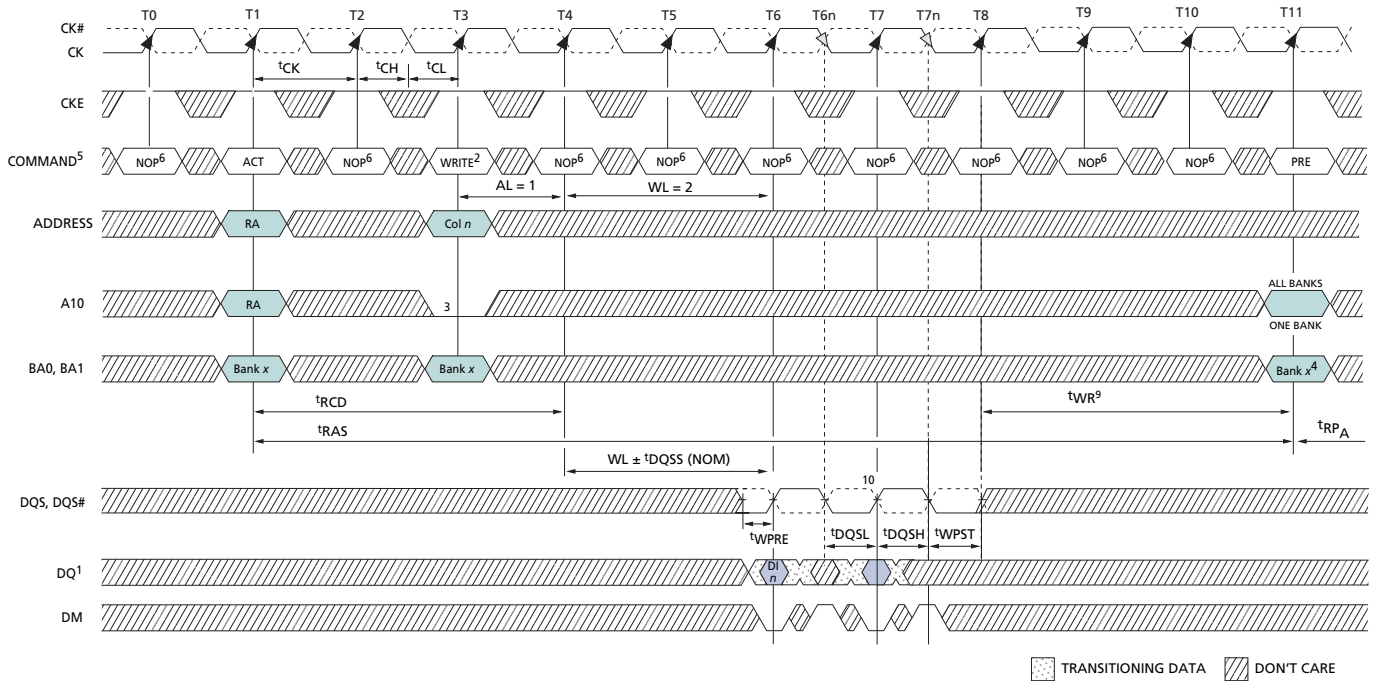 T0 T1 T2 T3 T4 T5 T6 T6n T7 T7n T8 T9 T10 T11
CK#
CK
tCK tCH tCL
CKE
COMMAND5 NOP6 ACT NOP6 WRITE2 NOP6 NOP6 NOP6 NOP6 NOP6 NOP6 NOP6 PRE
AL = 1 WL = 2
ADDRESS RA Col n
ALL BANKS
A10 RA 3
ONE BANK
BA0, BA1 Bank x Bank x Bank x4
tRCD tWR9
tRAS tRPA
WL ± tDQSS (NOM)
10
DQS, DQS#
tWPRE tDQSL tDQSH tWPST
DQ1 DI
n
DM
TRANSITIONING DATA DON'T CARE